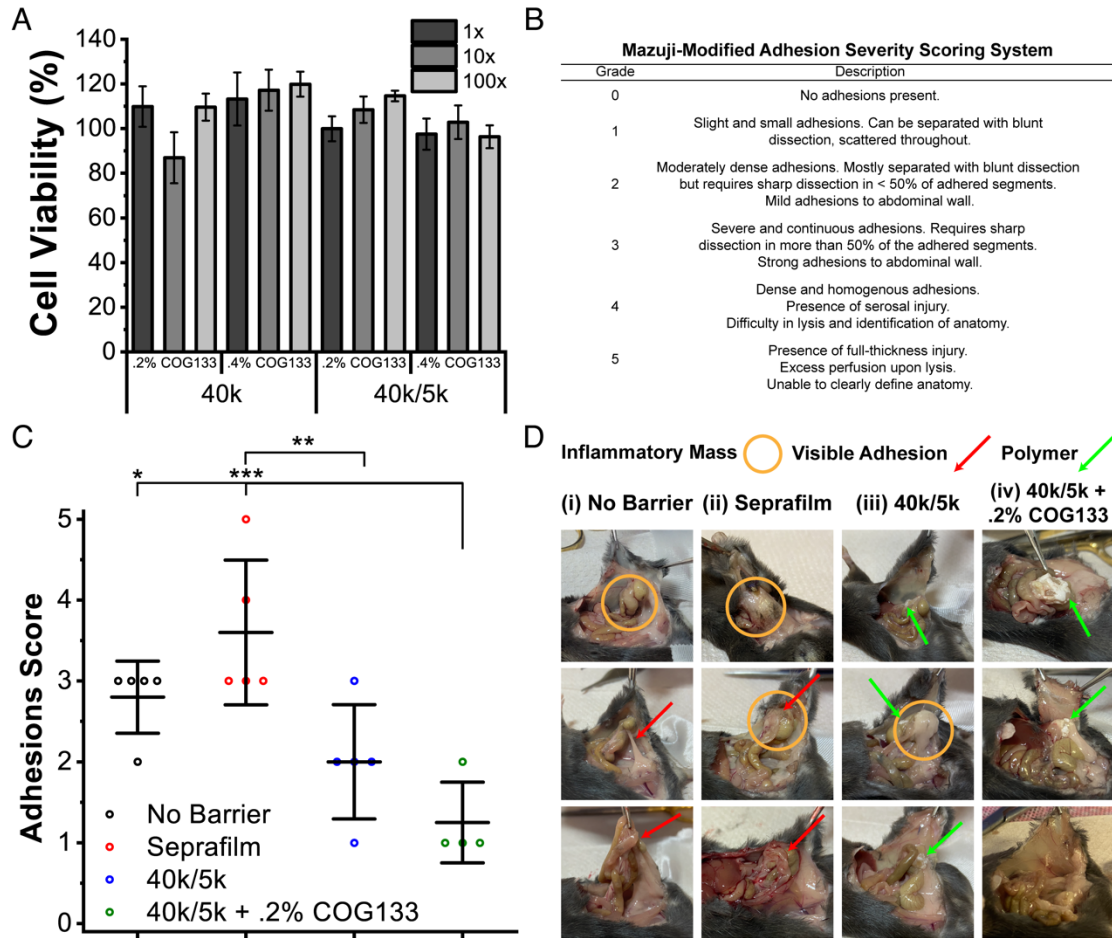 A
Cell Viability (%)
140
120
100
80
60
40
20
0
1x
10x
100x
.2% COG133 .4% COG133 .2% COG133 .4% COG133
40k 40k/5k
B
Mazuji-Modified Adhesion Severity Scoring System
Grade Description
0 No adhesions present.
1 Slight and small adhesions. Can be separated with blunt
dissection, scattered throughout.
2 Moderately dense adhesions. Mostly separated with blunt dissection
but requires sharp dissection in < 50% of adhered segments.
Mild adhesions to abdominal wall.
3 Severe and continuous adhesions. Requires sharp
dissection in more than 50% of the adhered segments.
Strong adhesions to abdominal wall.
4 Dense and homogenous adhesions.
Presence of serosal injury.
Difficulty in lysis and identification of anatomy.
5 Presence of full-thickness injury.
Excess perfusion upon lysis.
Unable to clearly define anatomy.
C
**
* ***
Adhesions Score
5
4
3
2
1
0
No Barrier
Seprafilm
40k/5k
40k/5k + .2% COG133
D
Inflammatory Mass Visible Adhesion Polymer
(i) No Barrier (ii) Seprafilm (iii) 40k/5k (iv) 40k/5k +
.2% COG133